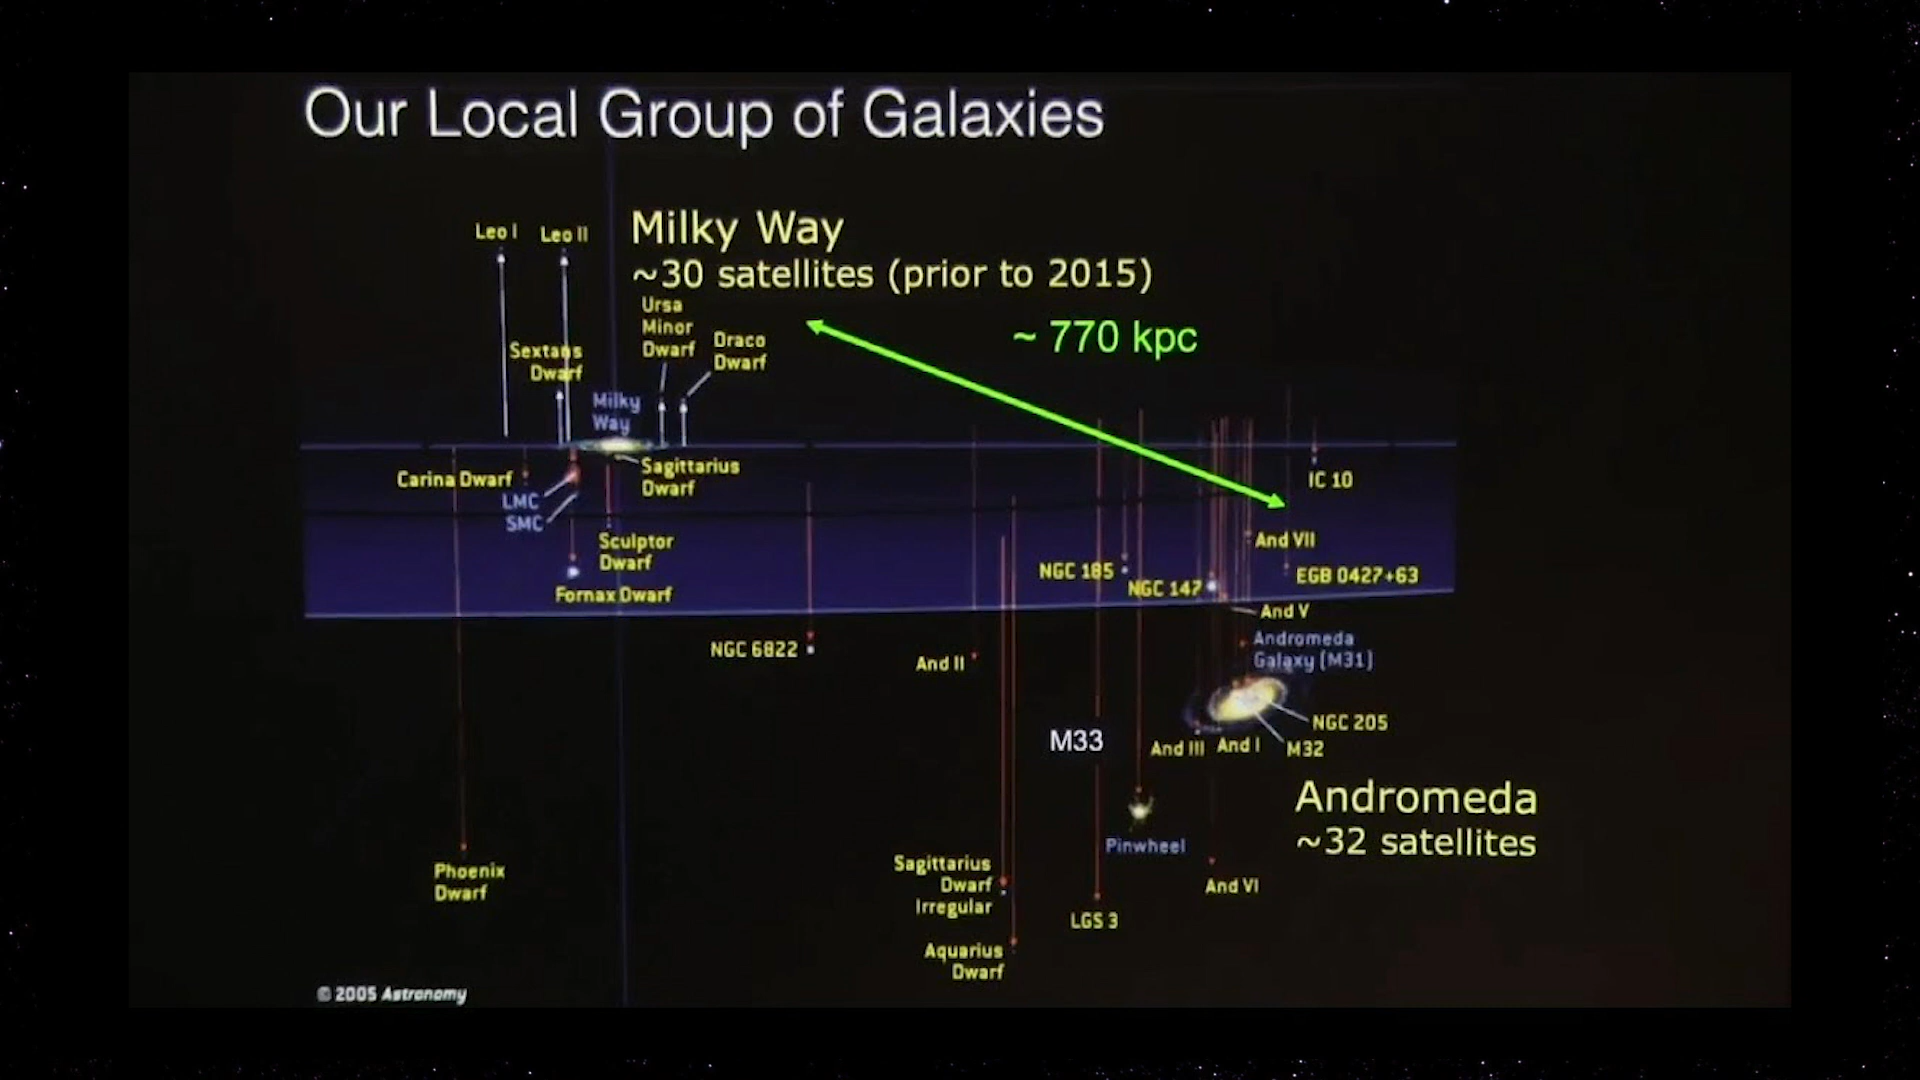 Our Local Group of Galaxies
Milky Way
~30 satellites (prior to 2015)
~ 770 kpc
Leo I
Leo II
Ursa
Minor
Dwarf
Draco
Dwarf
Sextans
Dwarf
Milky
Way
Carina Dwarf
LMC
SMC
Sagittarius
Dwarf
Sculptor
Dwarf
Fornax Dwarf
IC 10
And VII
NGC 185
NGC 147
EGB 0427+63
And V
Andromeda
Galaxy (M31)
NGC 6822
And II
NGC 205
M33
And III
And I
M32
Andromeda
~32 satellites
Pinwheel
Phoenix
Dwarf
Sagittarius
Dwarf
Irregular
And VI
LGS 3
Aquarius
Dwarf
© 2005 Astronomy